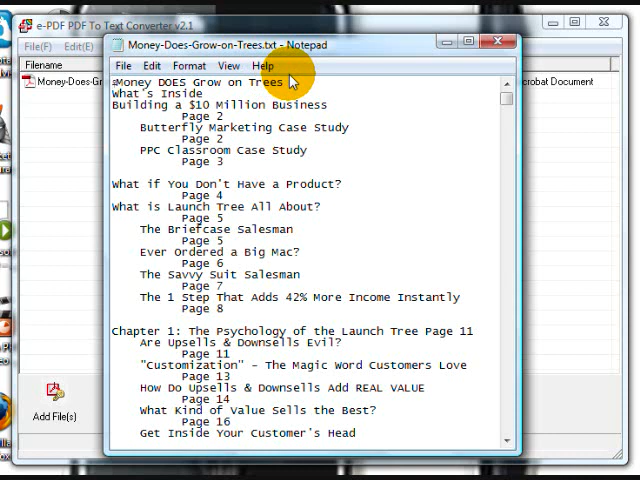 e-PDF PDF To Text Converter v2.1
File(F) Edit(E)
Filename
Money-Does-Gr
crobat Document
Money-Does-Grow-on-Trees.txt - Notepad
File Edit Format View Help
Money DOES Grow on Trees
What's Inside
Building a $10 Million Business
Page 2
Butterfly Marketing Case Study
Page 2
PPC Classroom Case Study
Page 3
What if You Don't Have a Product?
Page 4
What is Launch Tree All About?
Page 5
The Briefcase Salesman
Page 5
Ever Ordered a Big Mac?
Page 6
The Savvy Suit Salesman
Page 7
The 1 Step That Adds 42% More Income Instantly
Page 8
Chapter 1: The Psychology of the Launch Tree Page 11
Are Upsells & Downsells Evil?
Page 11
"Customization" - The Magic Word Customers Love
Page 13
How Do Upsells & Downsells Add REAL VALUE
Page 14
What Kind of Value Sells the Best?
Page 16
Get Inside Your Customer's Head
Add File(s)